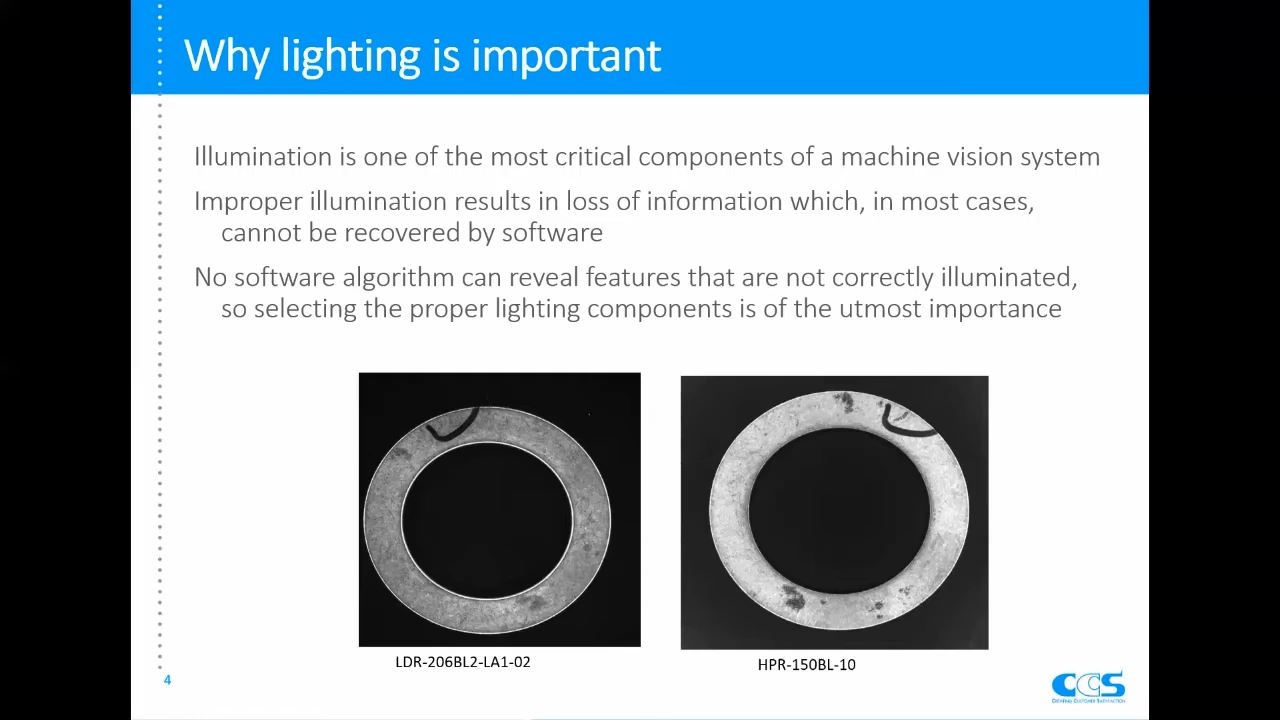 Why lighting is important
Illumination is one of the most critical components of a machine vision system
Improper illumination results in loss of information which, in most cases,
cannot be recovered by software
No software algorithm can reveal features that are not correctly illuminated,
so selecting the proper lighting components is of the utmost importance
LDR-206BL2-LA1-02
HPR-150BL-10
4
CCS
CREATING CUSTOMER SATISFACTION